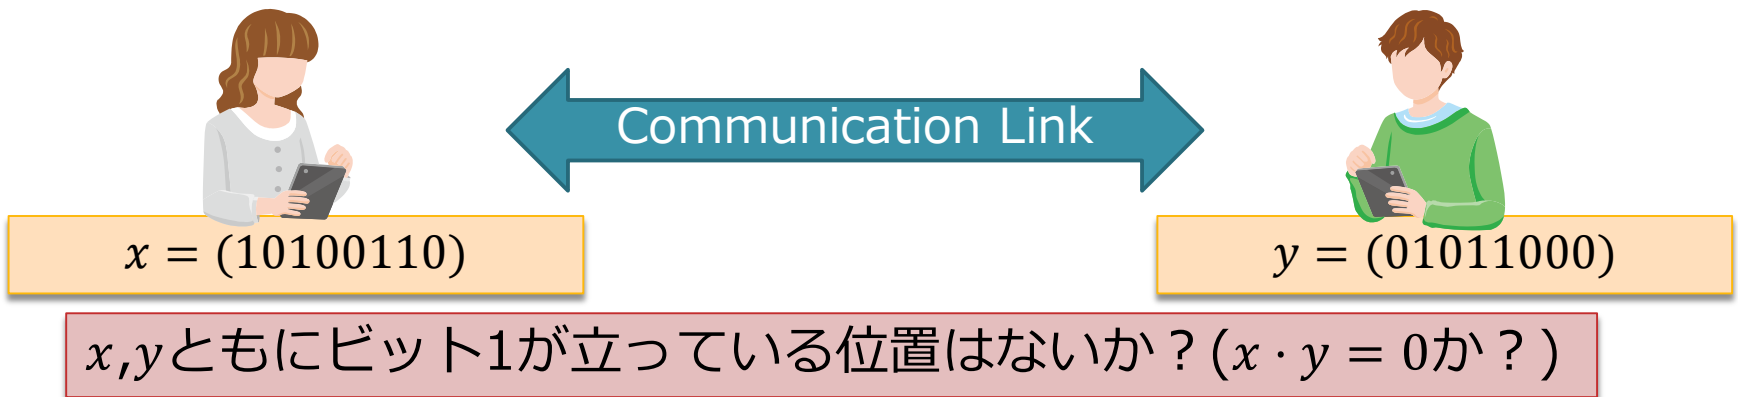 Communication Link
x = (10100110)
y = (01011000)
x,yともにビット1が立っている位置はないか？(x · y = 0か？)